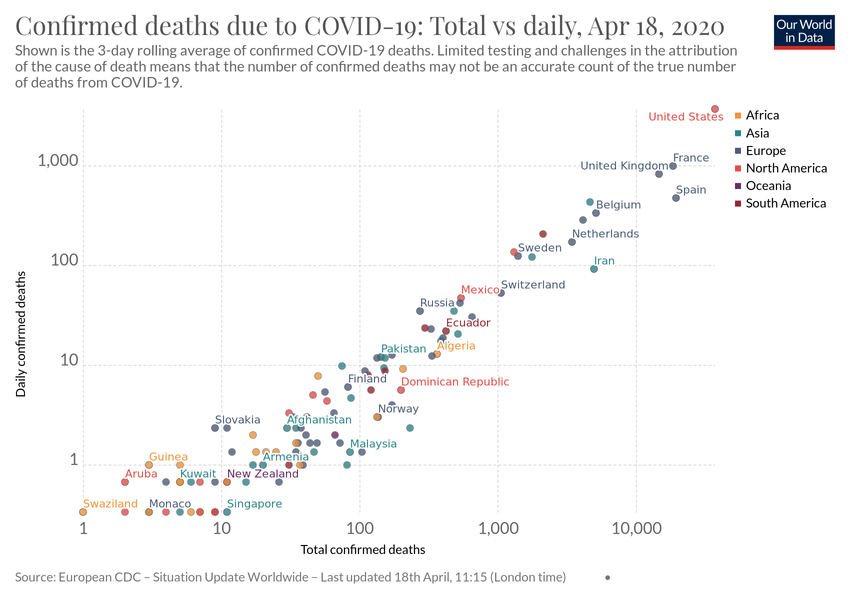 Confirmed deaths due to COVID-19: Total vs daily, Apr 18, 2020
Our World
in Data
Shown is the 3-day rolling average of confirmed COVID-19 deaths. Limited testing and challenges in the attribution
of the cause of death means that the number of confirmed deaths may not be an accurate count of the true number
of deaths from COVID-19.
United States
Africa
Asia
Europe
North America
Oceania
South America
1,000
United Kingdom
France
Spain
Belgium
Netherlands
Sweden
100
Iran
Switzerland
Mexico
Russia
Ecuador
Algeria
Pakistan
10
Finland
Dominican Republic
Norway
Slovakia
Afghanistan
Malaysia
Guinea
Armenia
1
Aruba
Kuwait
New Zealand
Swaziland
Monaco
Singapore
1
10
100
1,000
10,000
Daily confirmed deaths
Total confirmed deaths
Source: European CDC – Situation Update Worldwide – Last updated 18th April, 11:15 (London time)